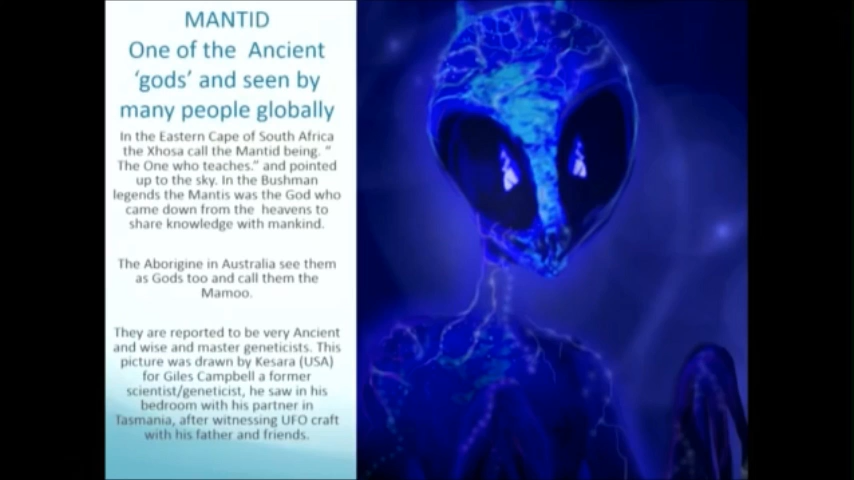 MANTID
One of the Ancient
‘gods’ and seen by
many people globally
In the Eastern Cape of South Africa
the Xhosa call the Mantid being. “
The One who teaches.” and pointed
up to the sky. In the Bushman
legends the Mantis was the God who
came down from the heavens to
share knowledge with mankind.
The Aborigine in Australia see them
as Gods too and call them the
Mamoo.
They are reported to be very Ancient
and wise and master geneticists. This
picture was drawn by Kesara (USA)
for Giles Campbell a former
scientist/geneticist, he saw in his
bedroom with his partner in
Tasmania, after witnessing UFO craft
with his father and friends.